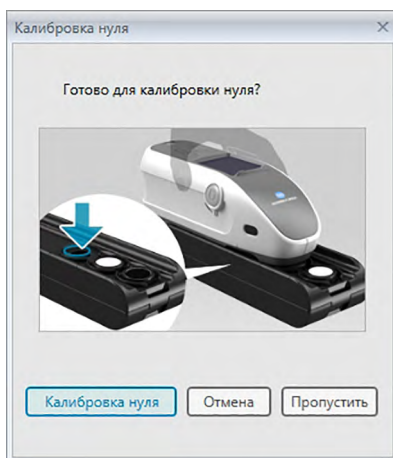 Калибровка нуля
Готово для калибровки нуля?
Калибровка нуля
Отмена
Пропустить